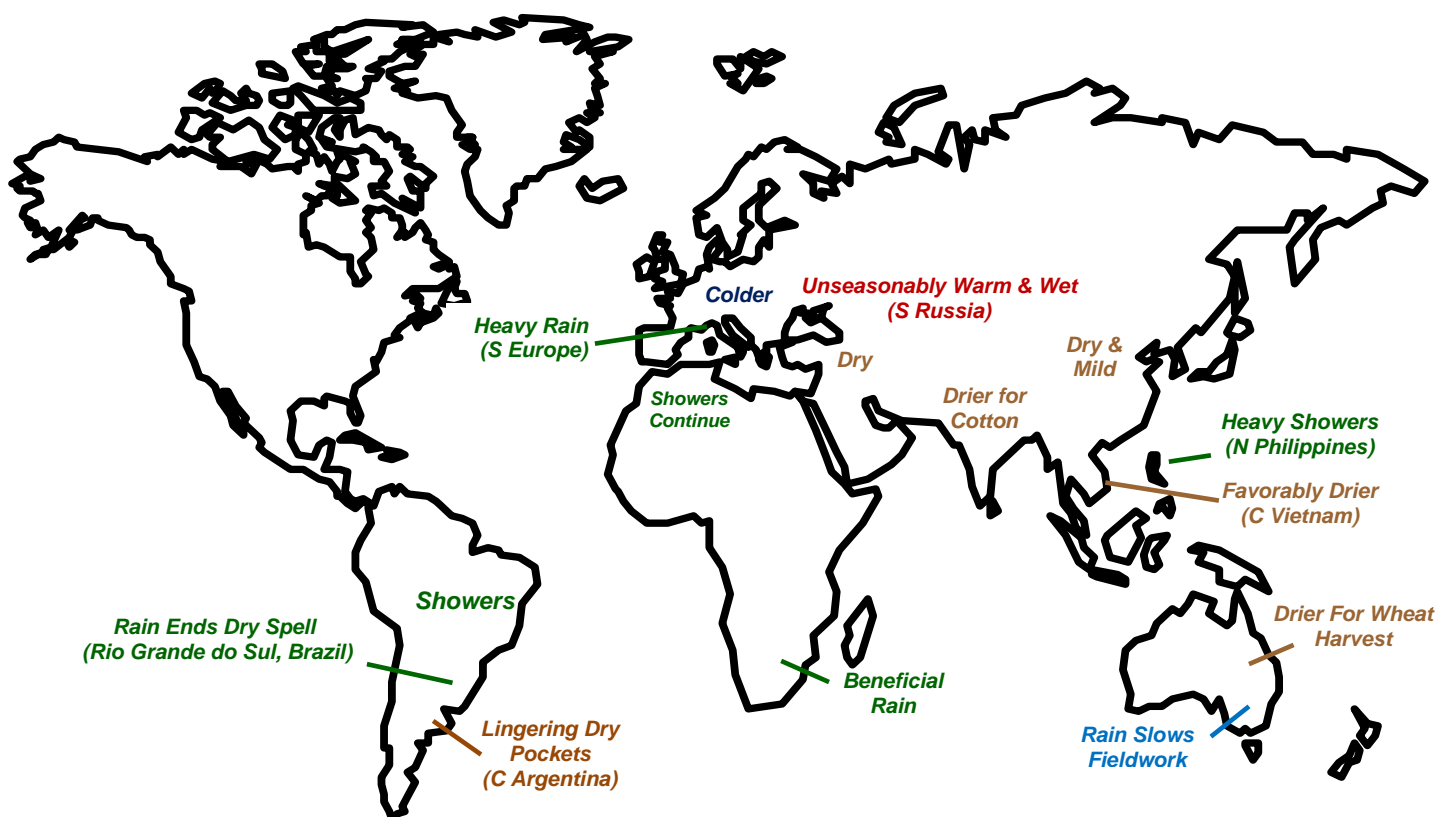 Colder
Unseasonably Warm & Wet
(S Russia)
Heavy Rain
(S Europe)
Dry
Dry &
Mild
Showers
Continue
Drier for
Cotton
Heavy Showers
(N Philippines)
Favorably Drier
(C Vietnam)
Showers
Rain Ends Dry Spell
(Rio Grande do Sul, Brazil)
Drier For Wheat
Harvest
Beneficial
Rain
Lingering Dry
Pockets
(C Argentina)
Rain Slows
Fieldwork